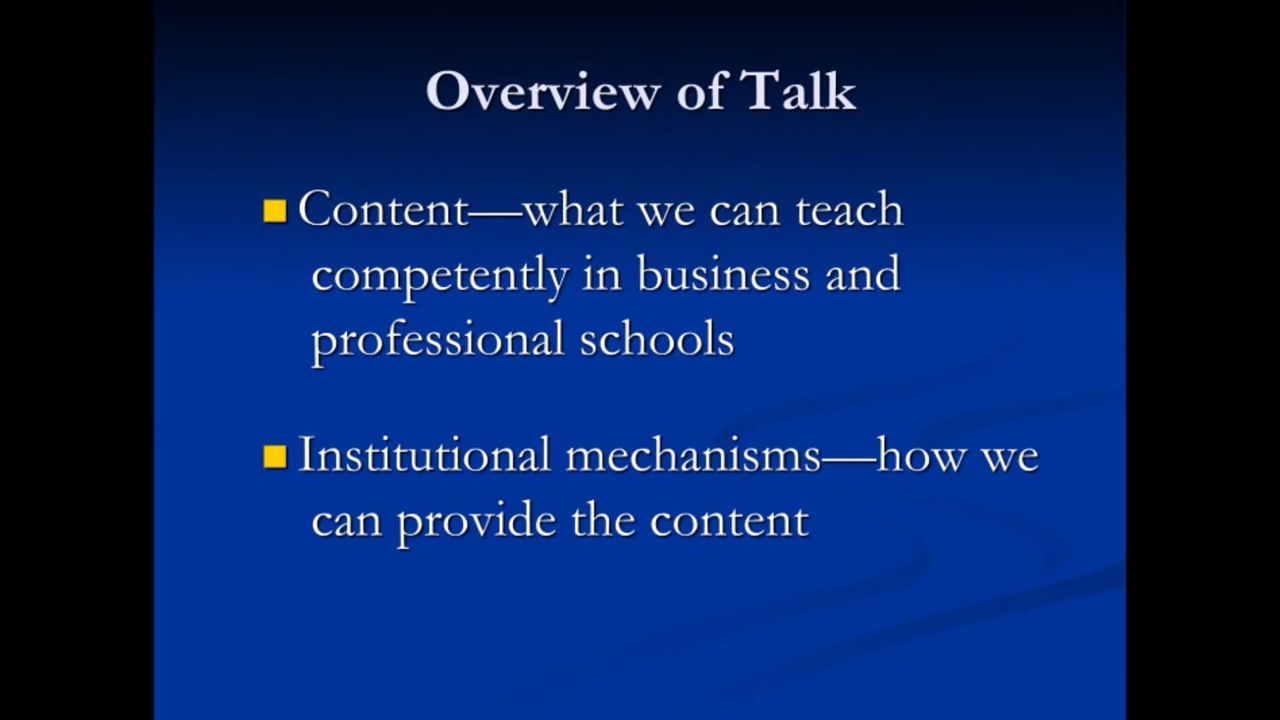 Overview of Talk
Content—what we can teach
competently in business and
professional schools
Institutional mechanisms—how we
can provide the content